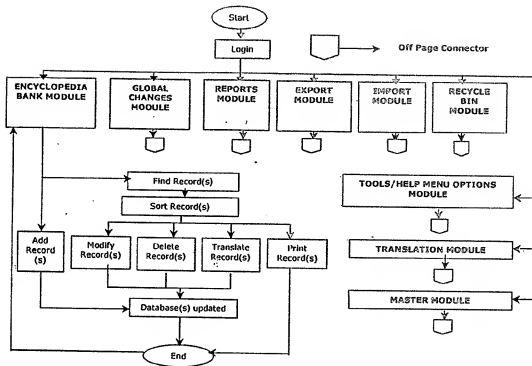 Start
Login
Off Page Connector
ENCYCLOPEDIA
BANK MODULE
GLOBAL
CHANGES
MODULE
REPORTS
MODULE
EXPORT
MODULE
IMPORT
MODULE
RECYCLE
BIN
MODULE
Find Record(s)
Sort Record(s)
TOOLS/HELP MENU OPTIONS
MODULE
Add
Record
(s)
Modify
Record(s)
Delete
Record(s)
Translate
Record(s)
Print
Record(s)
TRANSLATION MODULE
Database(s) updated
MASTER MODULE
End